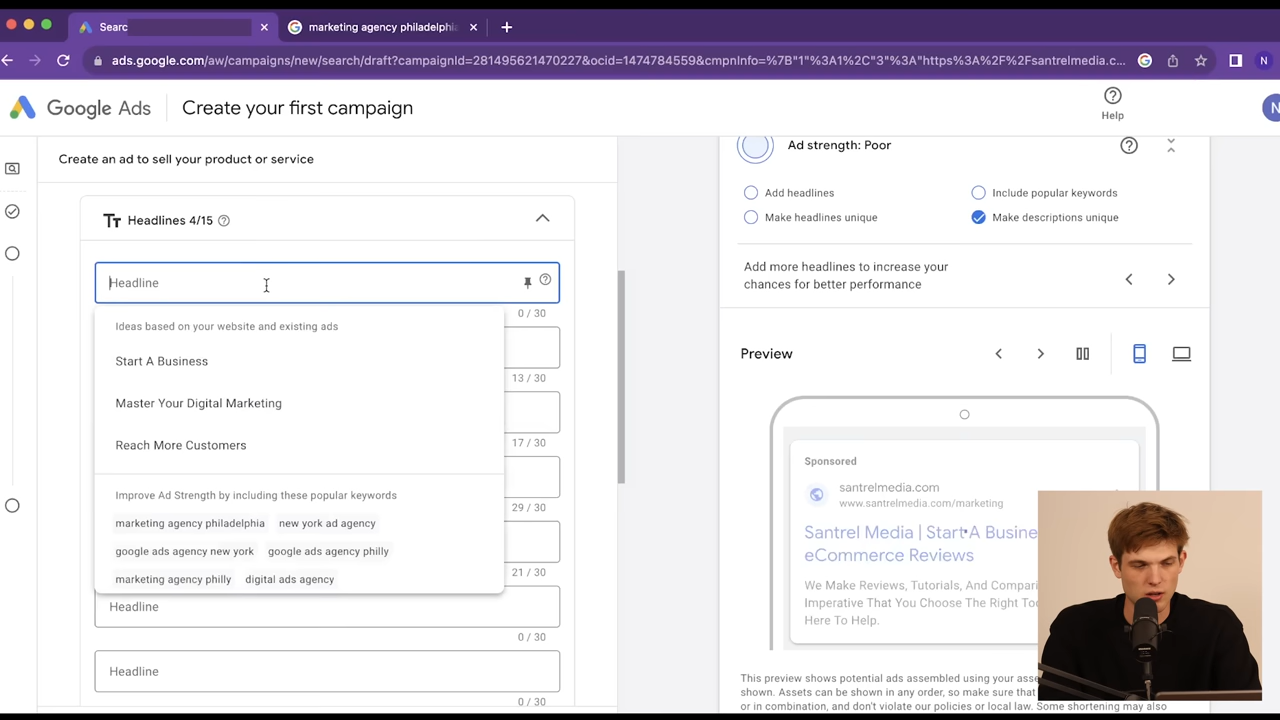 Searc
marketing agency philadelphi
ads.google.com/aw/campaigns/new/search/draft?campaignId=281495621470227&ocid=1474784559&cmpnInfo=%7B"1"%3A1%2C"3"%3A"https%3A%2F%2Fsantrelmedia.c...
N
Google Ads
Create your first campaign
Help
N
Create an ad to sell your product or service
Tт Headlines 4/15
Headline
0 / 30
Ideas based on your website and existing ads
Start A Business
13 / 30
Master Your Digital Marketing
Reach More Customers
17 / 30
Improve Ad Strength by including these popular keywords
29 / 30
marketing agency philadelphia new york ad agency
google ads agency new york google ads agency philly
21 / 30
marketing agency philly digital ads agency
Headline
0 / 30
Headline
0 / 30
Ad strength: Poor
Add headlines
Include popular keywords
Make headlines unique
Make descriptions unique
Add more headlines to increase your
chances for better performance
Preview
Sponsored
santrelmedia.com
www.santrelmedia.com/marketing
Santrel Media | Start A Busine
eCommerce Reviews
We Make Reviews, Tutorials, And Compari
Imperative That You Choose The Right To
Here To Help.
This preview shows potential ads assembled using your asse
shown. Assets can be shown in any order, so make sure that
or in combination, and don't violate our policies or local law. Some shortening may also